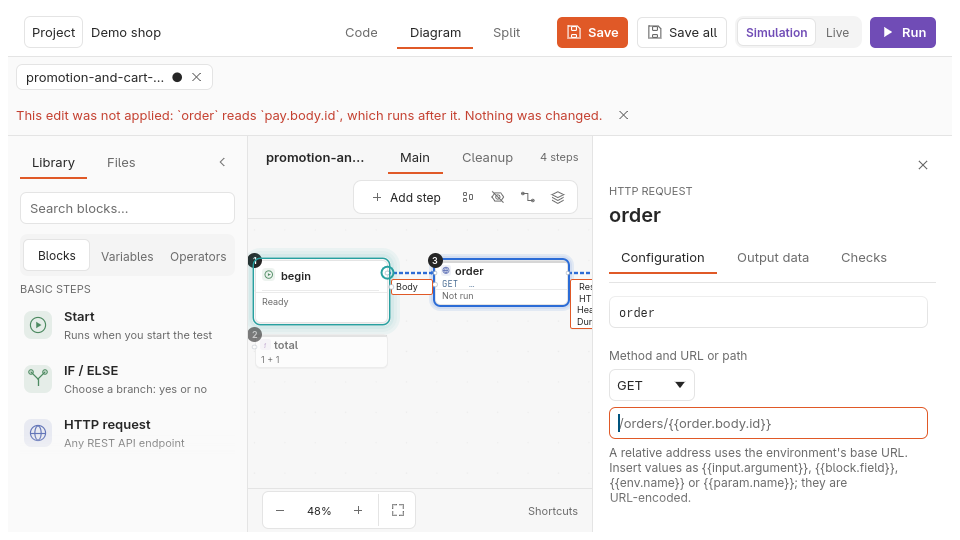 Project Demo shop Code Diagram Split Save Save all Simulation Live Run
promotion-and-cart-...
This edit was not applied: `order` reads `pay.body.id`, which runs after it. Nothing was changed.
Library Files
Search blocks...
Blocks Variables Operators
BASIC STEPS
Start
Runs when you start the test
IF / ELSE
Choose a branch: yes or no
HTTP request
Any REST API endpoint
promotion-an... Main Cleanup 4 steps
Add step
1
begin
Ready
Body
3
order
GET ..
Not run
Res
HT
Hea
Dur
2
total
1 + 1
48%
Shortcuts
HTTP REQUEST
order
Configuration Output data Checks
order
Method and URL or path
GET
/orders/{{order.body.id}}
A relative address uses the environment's base URL.
Insert values as {{input.argument}}, {{block.field}},
{{env.name}} or {{param.name}}; they are
URL-encoded.